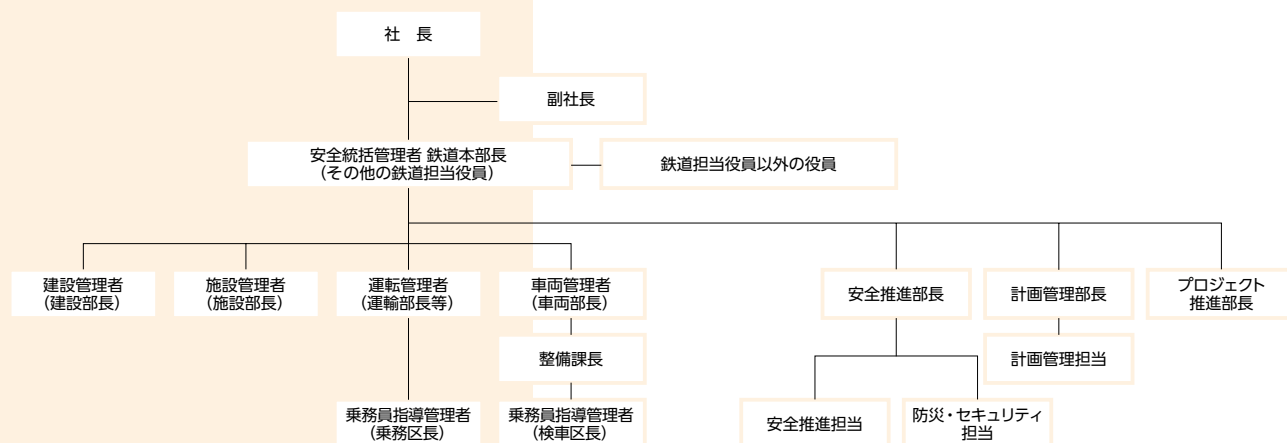 社　長
副社長
安全統括管理者 鉄道本部長
（その他の鉄道担当役員）
鉄道担当役員以外の役員
建設管理者
（建設部長）
施設管理者
（施設部長）
運転管理者
（運輸部長等）
車両管理者
（車両部長）
安全推進部長
計画管理部長
プロジェクト
推進部長
整備課長
計画管理担当
乗務員指導管理者
（乗務区長）
乗務員指導管理者
（検車区長）
安全推進担当
防災・セキュリティ
担当